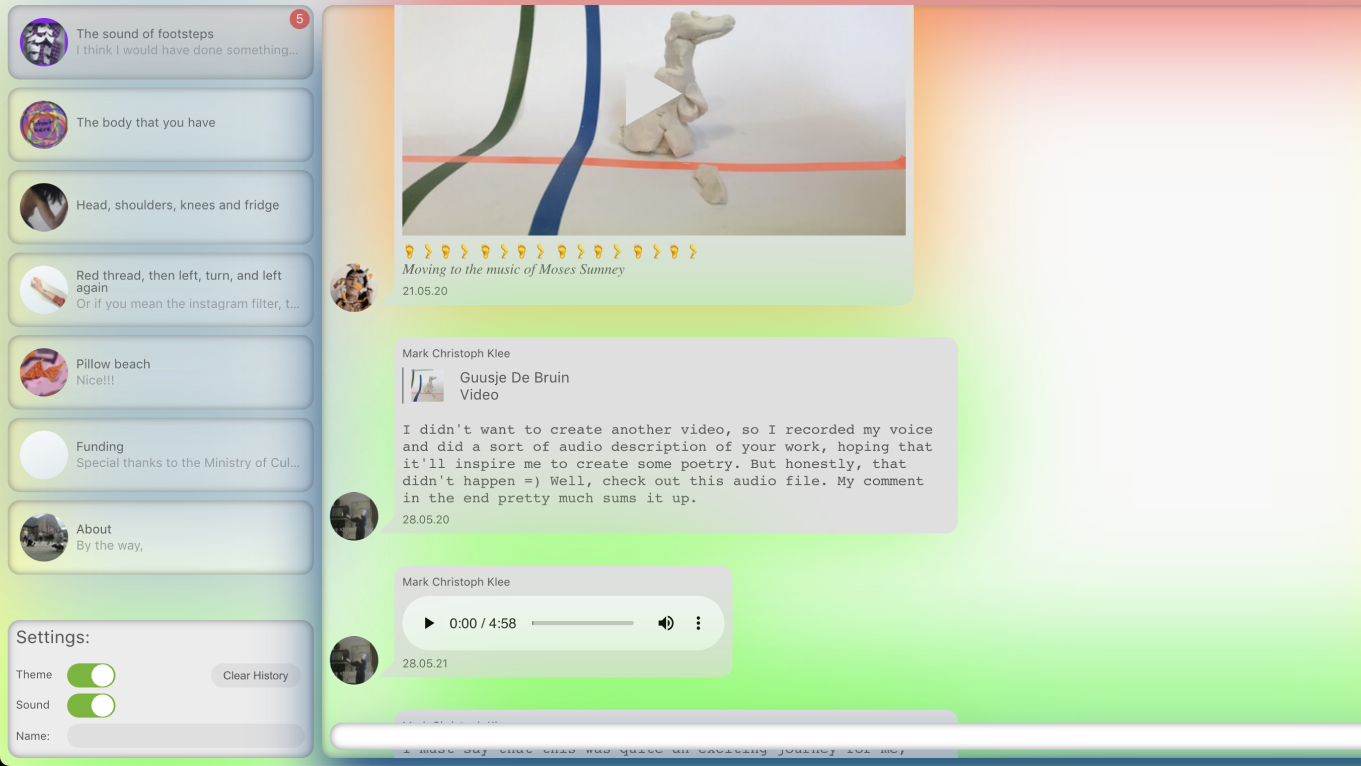 5
The sound of footsteps
I think I would have done something...
The body that you have
Head, shoulders, knees and fridge
Red thread, then left, turn, and left
again
Or if you mean the instagram filter, t...
Pillow beach
Nice!!!
Funding
Special thanks to the Ministry of Cul...
About
By the way,
Settings:
Theme
Clear History
Sound
Name:
Moving to the music of Moses Sumney
21.05.20
Mark Christoph Klee
Guusje De Bruin
Video
I didn't want to create another video, so I recorded my voice
and did a sort of audio description of your work, hoping that
it'll inspire me to create some poetry. But honestly, that
didn't happen =) Well, check out this audio file. My comment
in the end pretty much sums it up.
28.05.20
Mark Christoph Klee
0:00 / 4:58
28.05.21
I must say that this was quite an exciting journey for me,